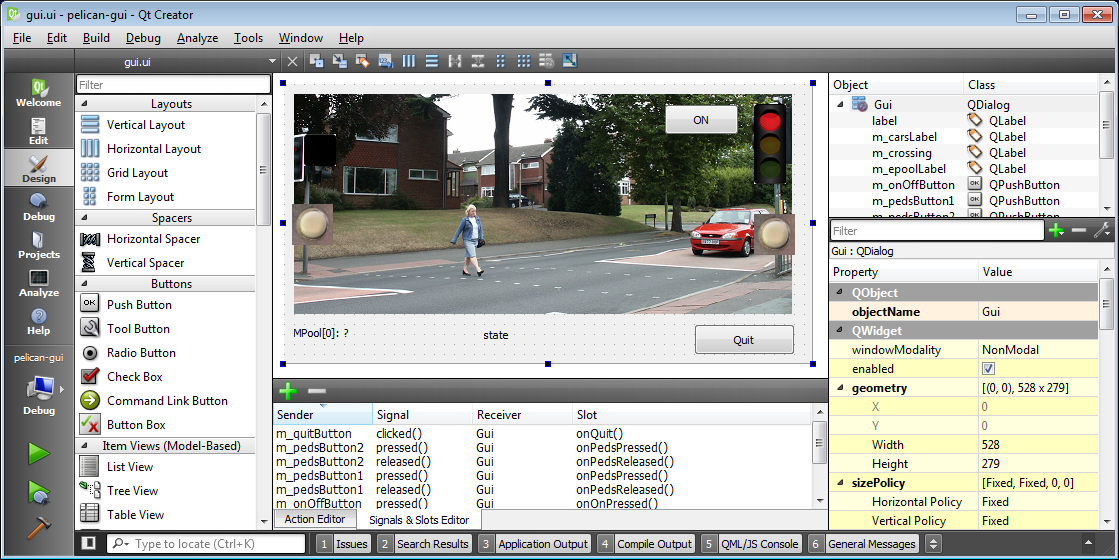 gui.ui - pelican-gui - Qt Creator
File Edit Build Debug Analyze Tools Window Help
gui.ui
Welcome
Edit
Design
Debug
Projects
Analyze
Help
pelican-gui
Debug
Filter
Layouts
Vertical Layout
Horizontal Layout
Grid Layout
Form Layout
Spacers
Horizontal Spacer
Vertical Spacer
Buttons
OK Push Button
Tool Button
Radio Button
Check Box
Command Link Button
Button Box
Item Views (Model-Based)
List View
Tree View
Table View
ON
MPool[0]: ?
state
Quit
Sender Signal Receiver Slot
m_quitButton clicked() Gui onQuit()
m_pedsButton2 pressed() Gui onPedsPressed()
m_pedsButton2 released() Gui onPedsReleased()
m_pedsButton1 pressed() Gui onPedsPressed()
m_pedsButton1 released() Gui onPedsReleased()
m_onOffButton pressed() Gui onOnPressed()
Action Editor Signals & Slots Editor
Object Class
Gui QDialog
label QLabel
m_carsLabel QLabel
m_crossing QLabel
m_epoolLabel QLabel
m_onOffButton OK QPushButton
m_pedsButton1 OK QPushButton
m_pedsButton2 OK QPushButton
Filter
Gui : QDialog
Property Value
QObject
objectName Gui
QWidget
windowModality NonModal
enabled
geometry [(0, 0), 528 x 279]
X 0
Y 0
Width 528
Height 279
sizePolicy [Fixed, Fixed, 0, 0]
Horizontal Policy Fixed
Vertical Policy Fixed
Type to locate (Ctrl+K) 1 Issues 2 Search Results 3 Application Output 4 Compile Output 5 QML/JS Console 6 General Messages